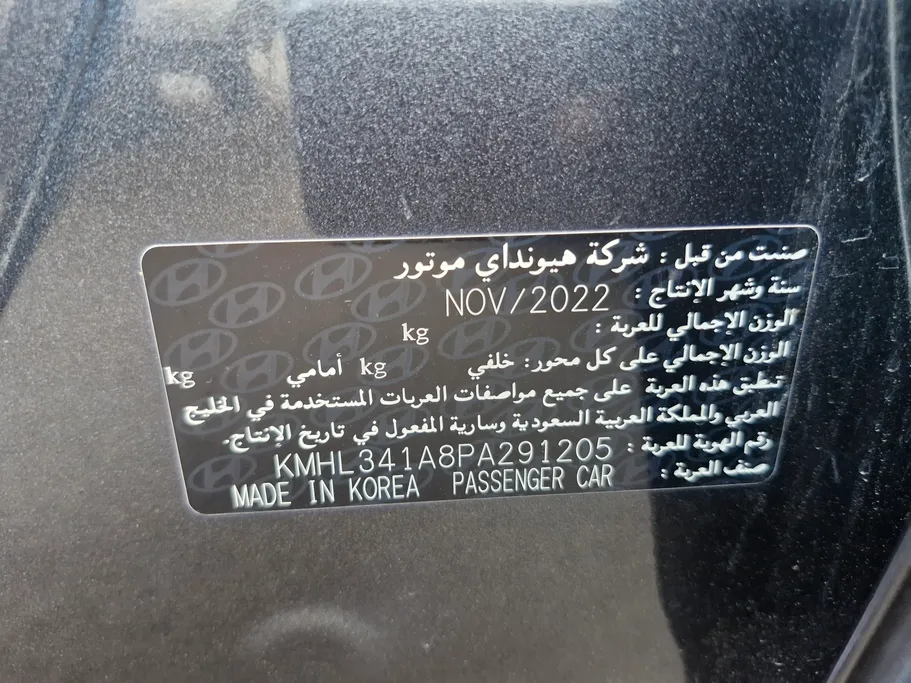 صنعت من قبل : شركة هيونداي موتور
سنة وشهر الإنتاج : NOV/2022
الوزن الإجمالي للعربة : kg
الوزن الإجمالي على كل محور: خلفي kg أمامي kg
تنطبق هذه العربة على جميع مواصفات العربات المستخدمة في الخليج
العربي والمملكة العربية السعودية وسارية المفعول في تاريخ الإنتاج.
رقم الهوية للعربة : KMHL341A8PA291205
صنف العربة : PASSENGER CAR MADE IN KOREA